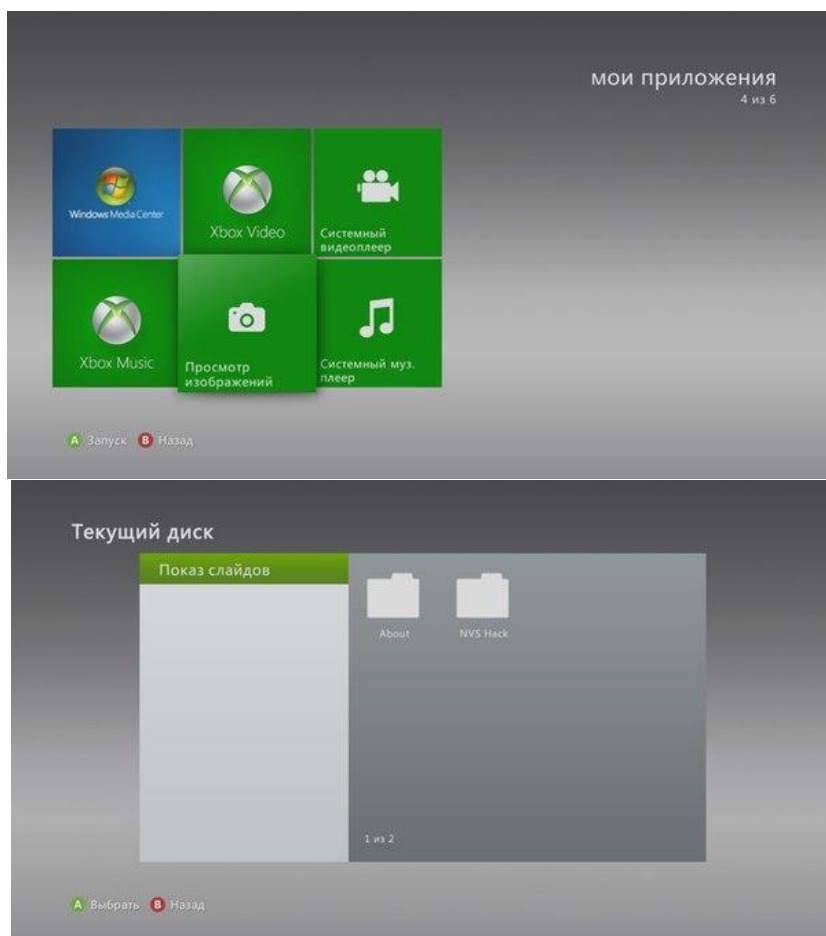 мои приложения
4 из 6
Windows Media Center
Xbox Video
Системный
видеоплеер
Xbox Music
Просмотр
изображений
Системный муз.
плеер
A Запуск B Назад
Текущий диск
Показ слайдов
About
NVS Hack
1 из 2
A Выбрать B Назад